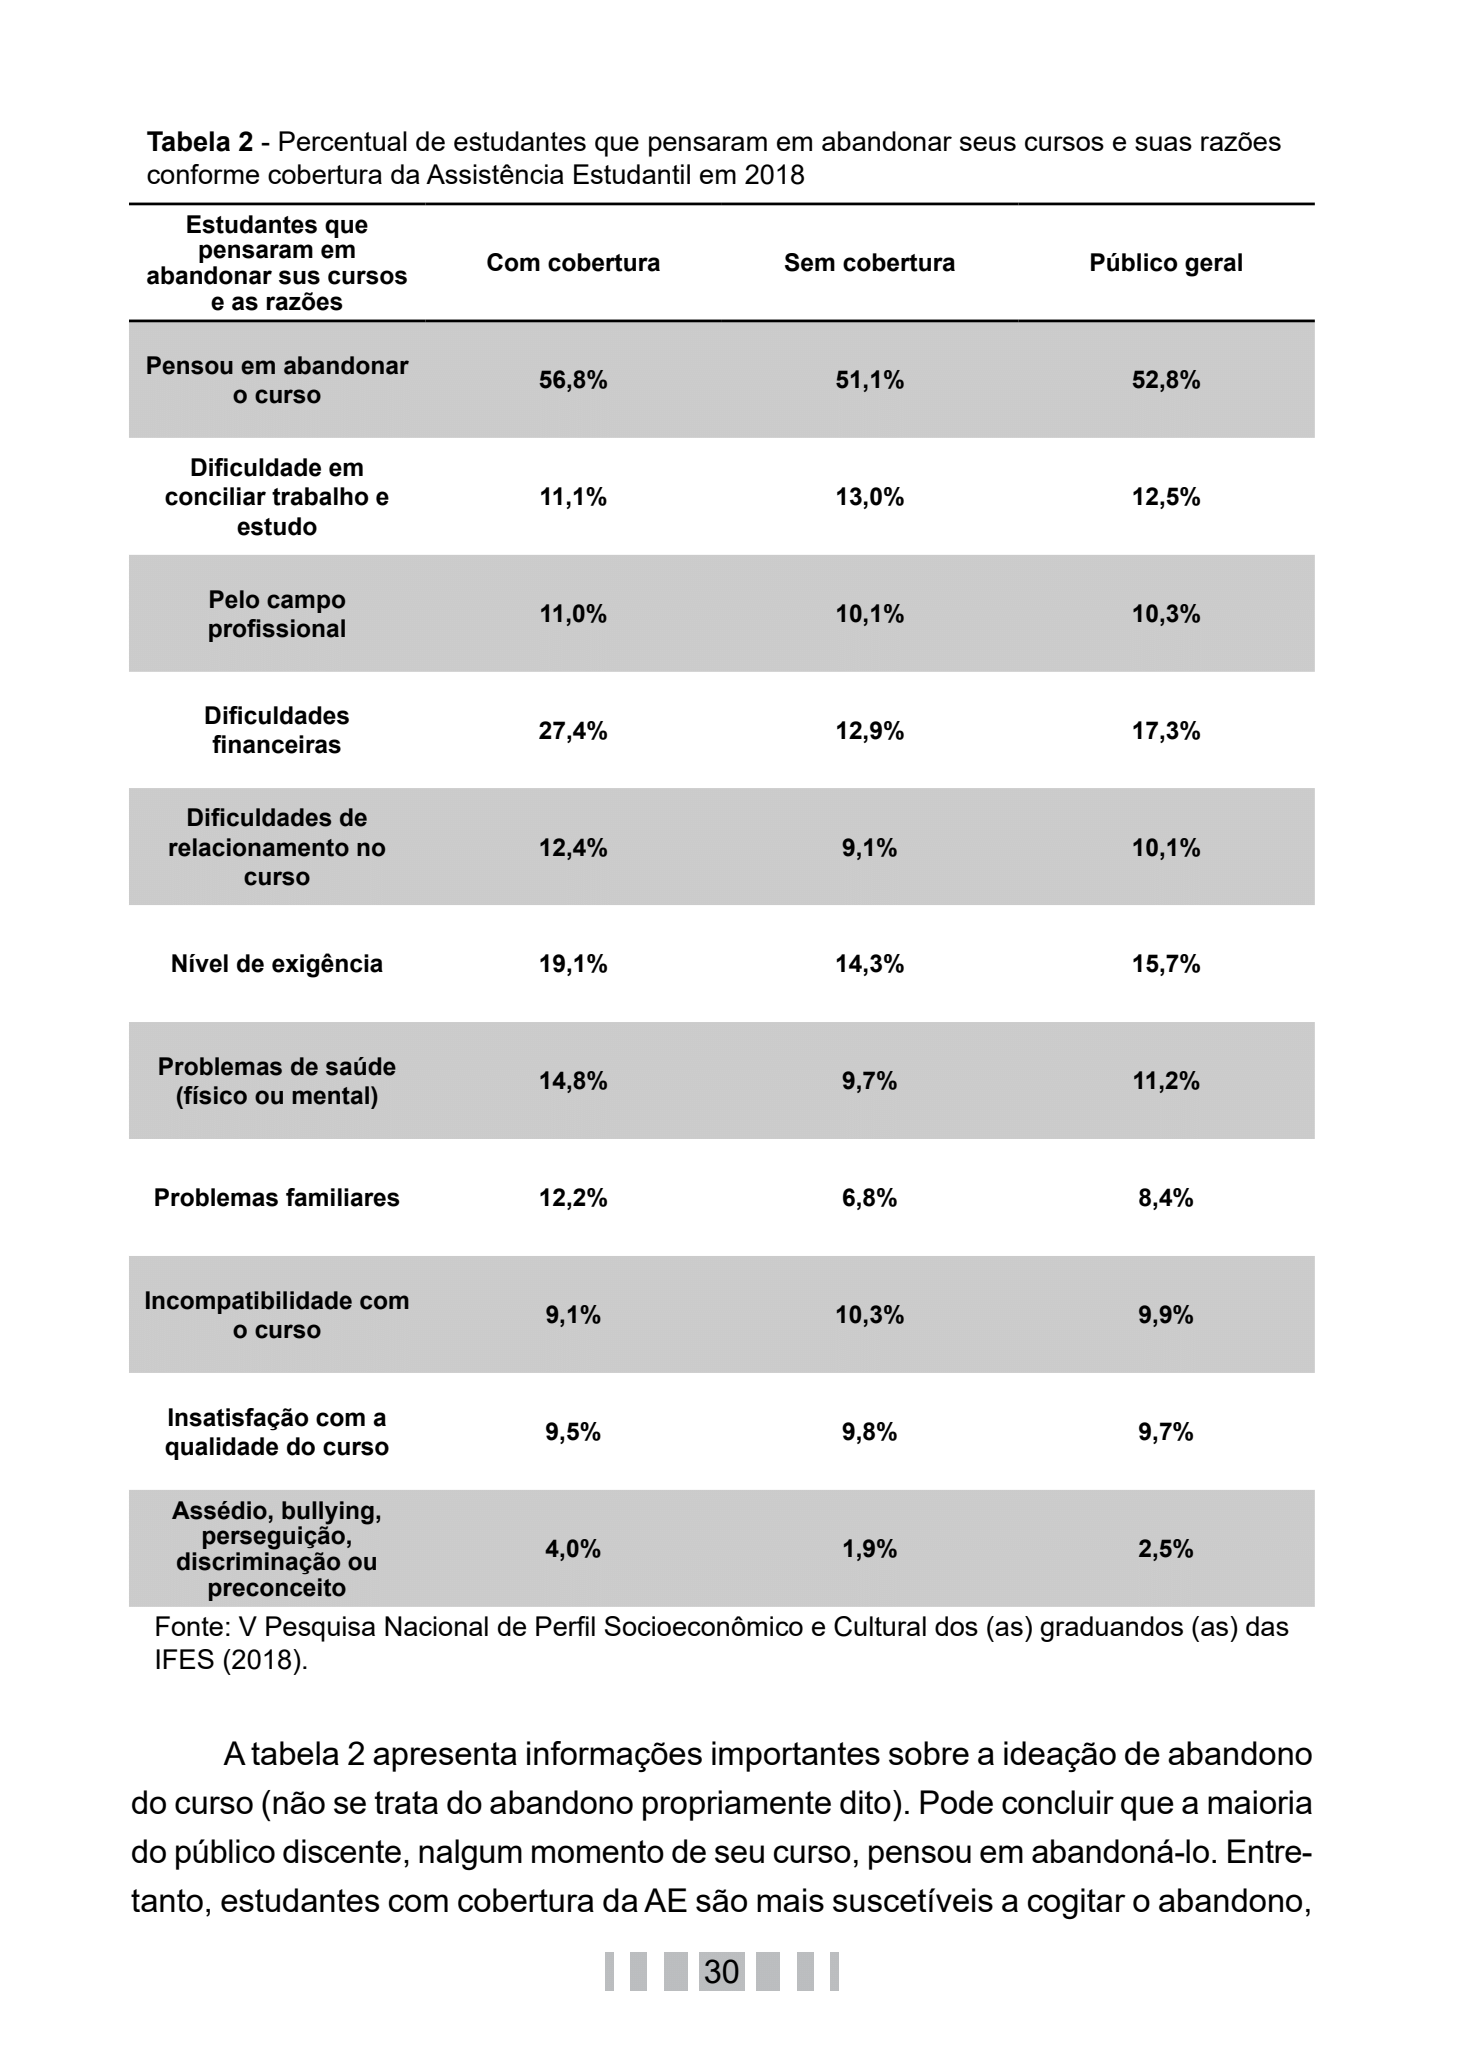 Tabela 2 - Percentual de estudantes que pensaram em abandonar seus cursos e suas razões
conforme cobertura da Assistência Estudantil em 2018
Estudantes que
pensaram em
abandonar sus cursos
e as razões
Com cobertura
Sem cobertura
Público geral
Pensou em abandonar
o curso
56,8%
51,1%
52,8%
Dificuldade em
conciliar trabalho e
estudo
11,1%
13,0%
12,5%
Pelo campo
profissional
11,0%
10,1%
10,3%
Dificuldades
financeiras
27,4%
12,9%
17,3%
Dificuldades de
relacionamento no
curso
12,4%
9,1%
10,1%
Nível de exigência
19,1%
14,3%
15,7%
Problemas de saúde
(físico ou mental)
14,8%
9,7%
11,2%
Problemas familiares
12,2%
6,8%
8,4%
Incompatibilidade com
o curso
9,1%
10,3%
9,9%
Insatisfação com a
qualidade do curso
9,5%
9,8%
9,7%
Assédio, bullying,
perseguição,
discriminação ou
preconceito
4,0%
1,9%
2,5%
Fonte: V Pesquisa Nacional de Perfil Socioeconômico e Cultural dos (as) graduandos (as) das
IFES (2018).
A tabela 2 apresenta informações importantes sobre a ideação de abandono
do curso (não se trata do abandono propriamente dito). Pode concluir que a maioria
do público discente, nalgum momento de seu curso, pensou em abandoná-lo. Entre-
tanto, estudantes com cobertura da AE são mais suscetíveis a cogitar o abandono,
30